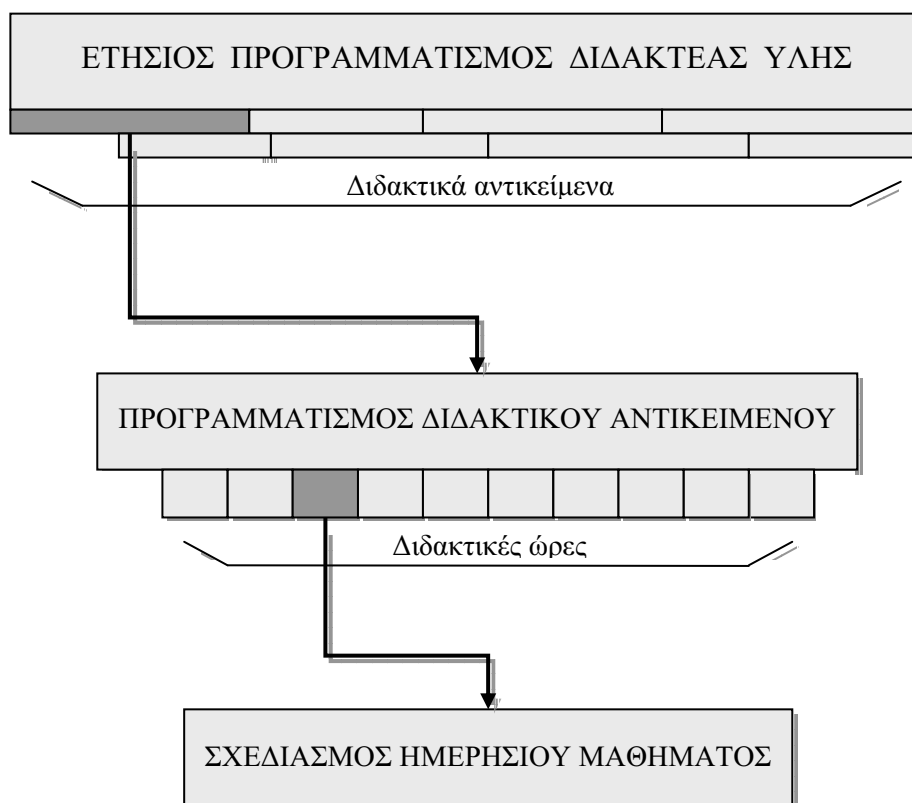 ΕΤΗΣΙΟΣ ΠΡΟΓΡΑΜΜΑΤΙΣΜΟΣ ΔΙΔΑΚΤΕΑΣ ΥΛΗΣ
Διδακτικά αντικείμενα
ΠΡΟΓΡΑΜΜΑΤΙΣΜΟΣ ΔΙΔΑΚΤΙΚΟΥ ΑΝΤΙΚΕΙΜΕΝΟΥ
Διδακτικές ώρες
ΣΧΕΔΙΑΣΜΟΣ ΗΜΕΡΗΣΙΟΥ ΜΑΘΗΜΑΤΟΣ